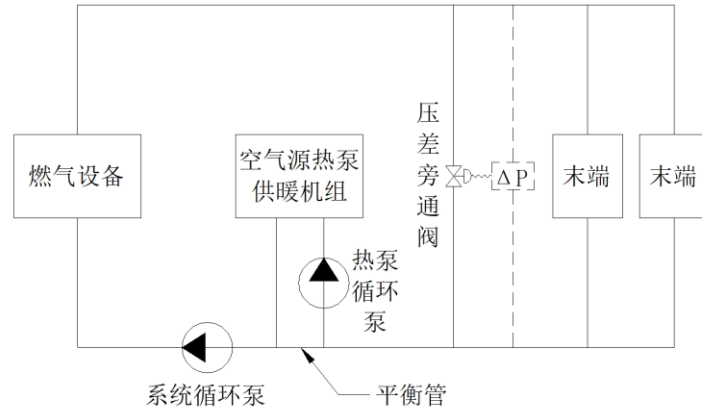 燃气设备
空气源热泵
供暖机组
压差旁通阀
ΔP
末端
末端
热泵
循环
泵
系统循环泵
平衡管